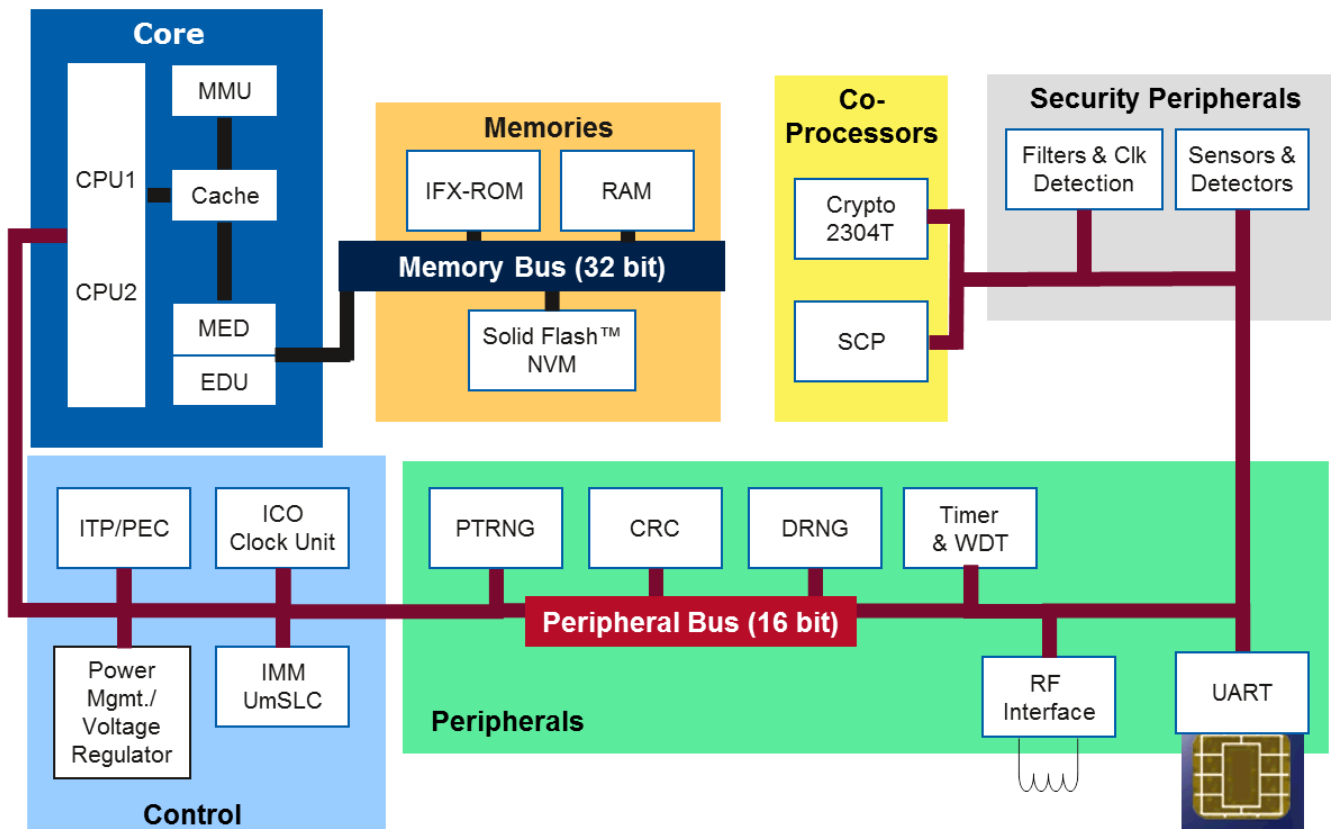 Core
CPU1
CPU2
MMU
Cache
MED
EDU
Memories
IFX-ROM
RAM
Memory Bus (32 bit)
Solid Flash™
NVM
Co-
Processors
Crypto
2304T
SCP
Security Peripherals
Filters & Clk
Detection
Sensors &
Detectors
ITP/PEC
ICO
Clock Unit
Power
Mgmt./
Voltage
Regulator
IMM
UmSLC
Control
PTRNG
CRC
DRNG
Timer
& WDT
Peripheral Bus (16 bit)
RF
Interface
UART
Peripherals